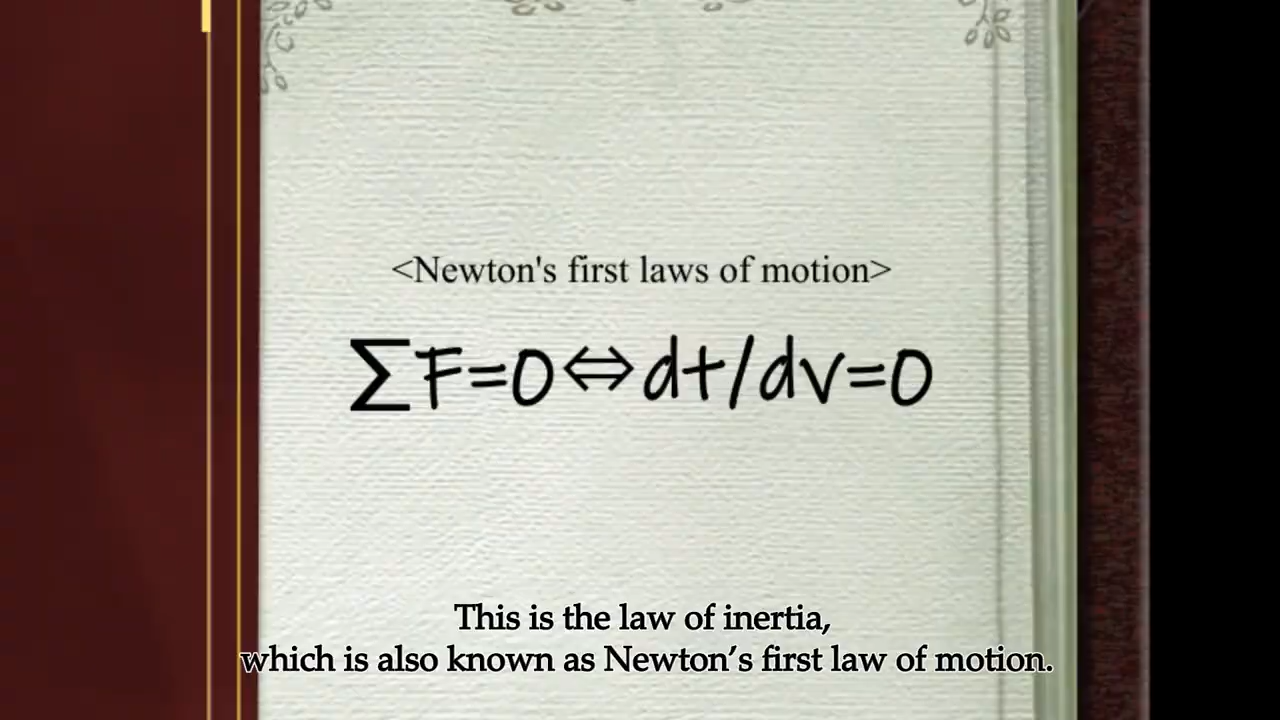 <Newton's first laws of motion>
∑F=0⇔dt/dv=0
This is the law of inertia,
which is also known as Newton’s first law of motion.